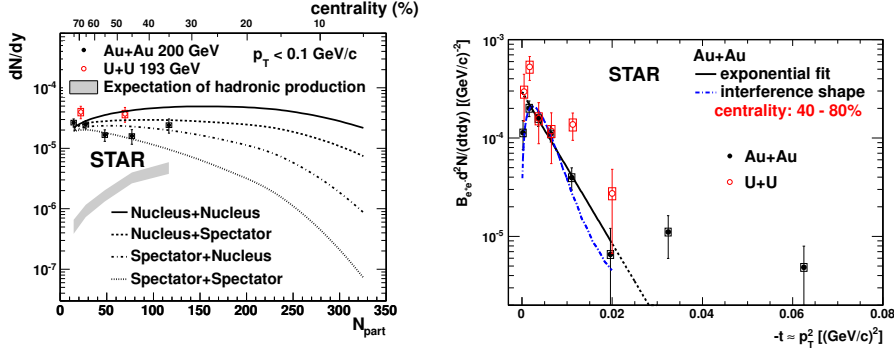 centrality (%)
70 60 50 40 30 20 10
dN/dy
Au+Au 200 GeV
p_T < 0.1 GeV/c
U+U 193 GeV
Expectation of hadronic production
10^-4
10^-5
10^-6
10^-7
STAR
Nucleus+Nucleus
Nucleus+Spectator
Spectator+Nucleus
Spectator+Spectator
0 50 100 150 200 250 300 350
N_part
B_e+e- d^2N/(dtdy) [(GeV/c)^-2]
10^-3
10^-4
10^-5
STAR
Au+Au
exponential fit
interference shape
centrality: 40 - 80%
Au+Au
U+U
0 0.02 0.04 0.06 0.08
-t ≈ p_T^2 [(GeV/c)^2]